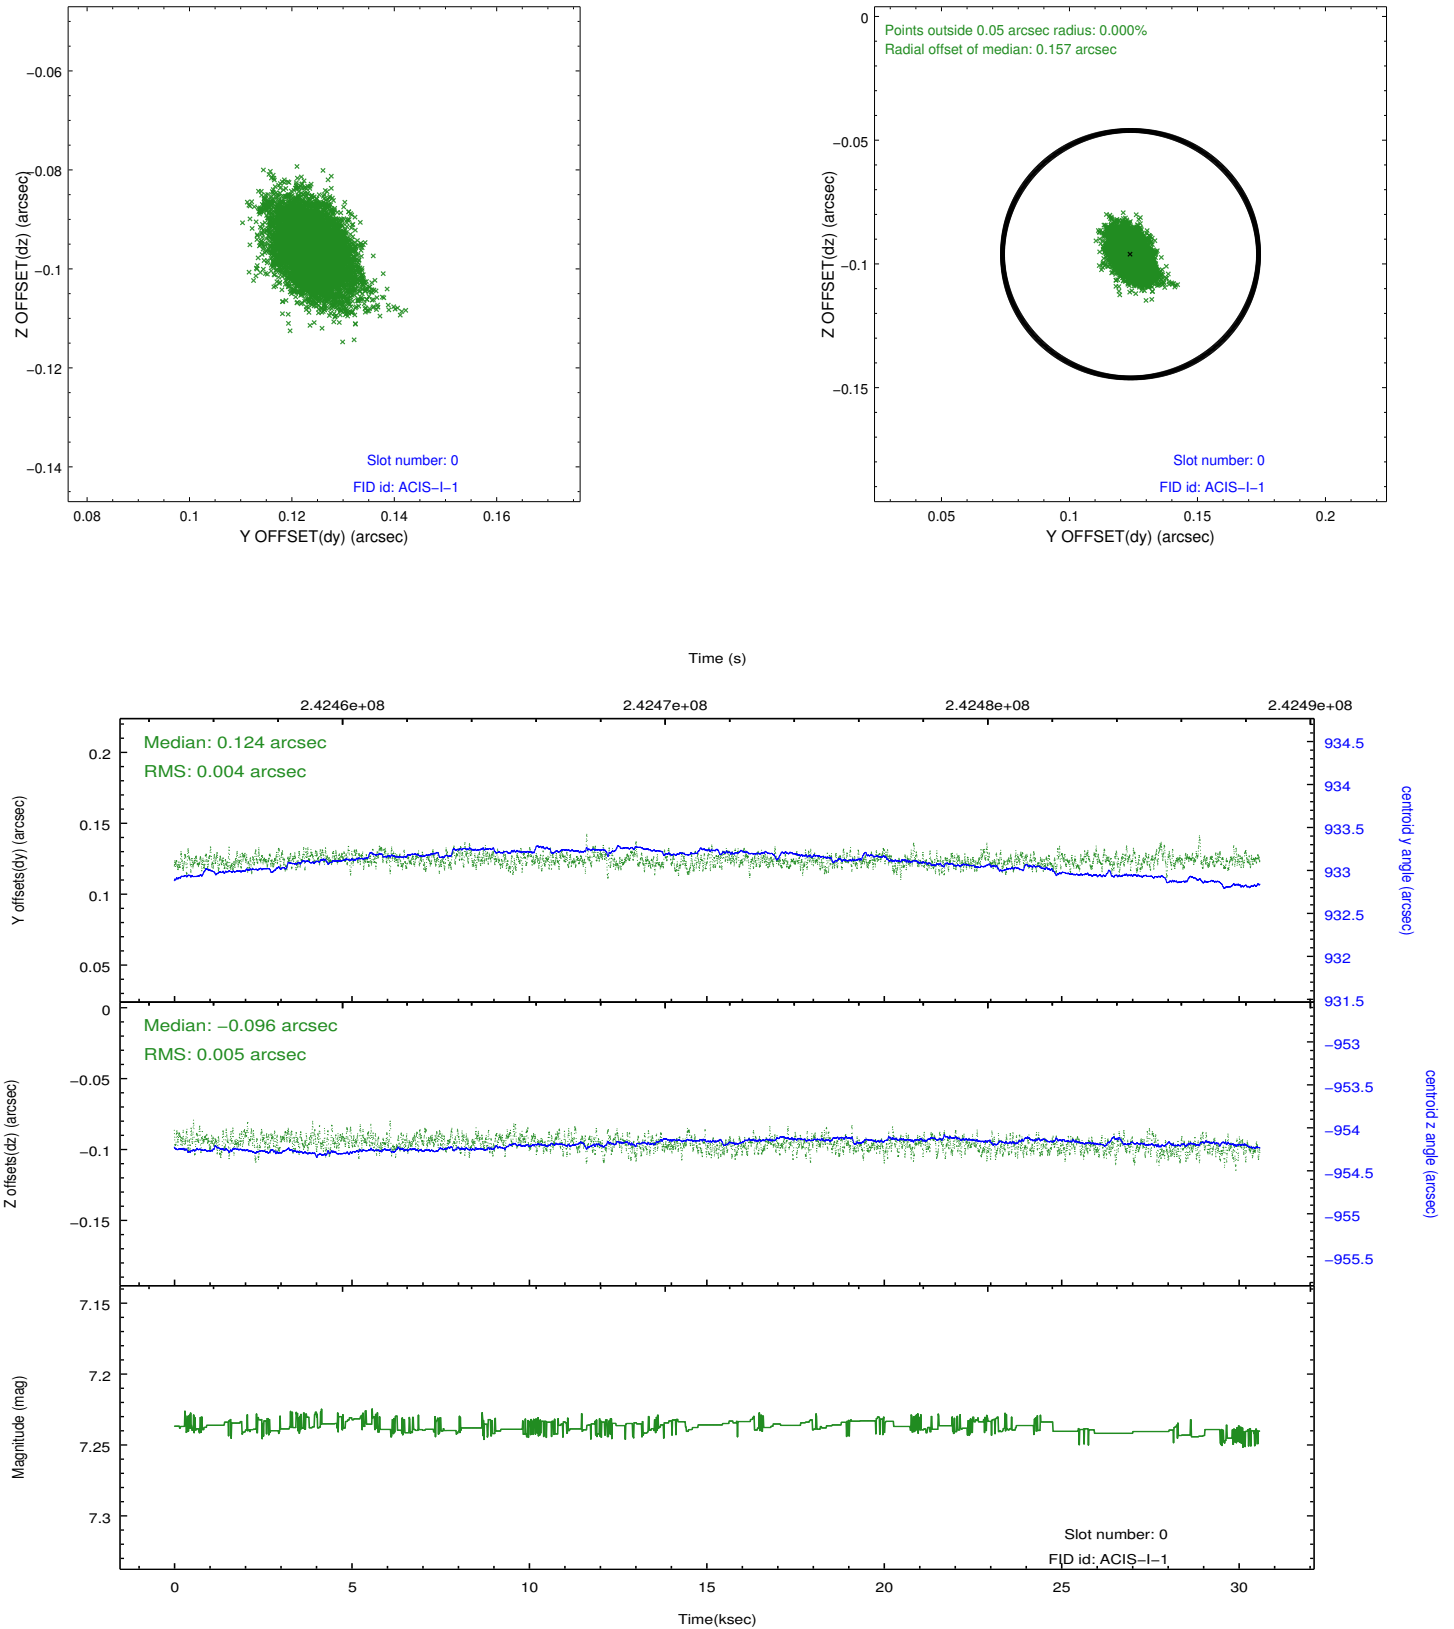 −0.06
−0.08
−0.1
−0.12
−0.14
Z OFFSET(dz) (arcsec)
Slot number: 0
FID id: ACIS−I−1
0.08
0.1
0.12
0.14
0.16
Y OFFSET(dy) (arcsec)
Points outside 0.05 arcsec radius: 0.000%
Radial offset of median: 0.157 arcsec
0
−0.05
−0.1
−0.15
Z OFFSET(dz) (arcsec)
Slot number: 0
FID id: ACIS−I−1
0.05
0.1
0.15
0.2
Y OFFSET(dy) (arcsec)
Time (s)
2.4246e+08
2.4247e+08
2.4248e+08
2.4249e+08
Median: 0.124 arcsec
RMS: 0.004 arcsec
0.2
0.15
0.1
0.05
Y offsets(dy) (arcsec)
934.5
934
933.5
933
932.5
932
931.5
centroid y angle (arcsec)
Median: −0.096 arcsec
RMS: 0.005 arcsec
0
−0.05
−0.1
−0.15
Z offsets(dz) (arcsec)
−953
−953.5
−954
−954.5
−955
−955.5
centroid z angle (arcsec)
7.15
7.2
7.25
7.3
Magnitude (mag)
Slot number: 0
FID id: ACIS−I−1
0
5
10
15
20
25
30
Time(ksec)